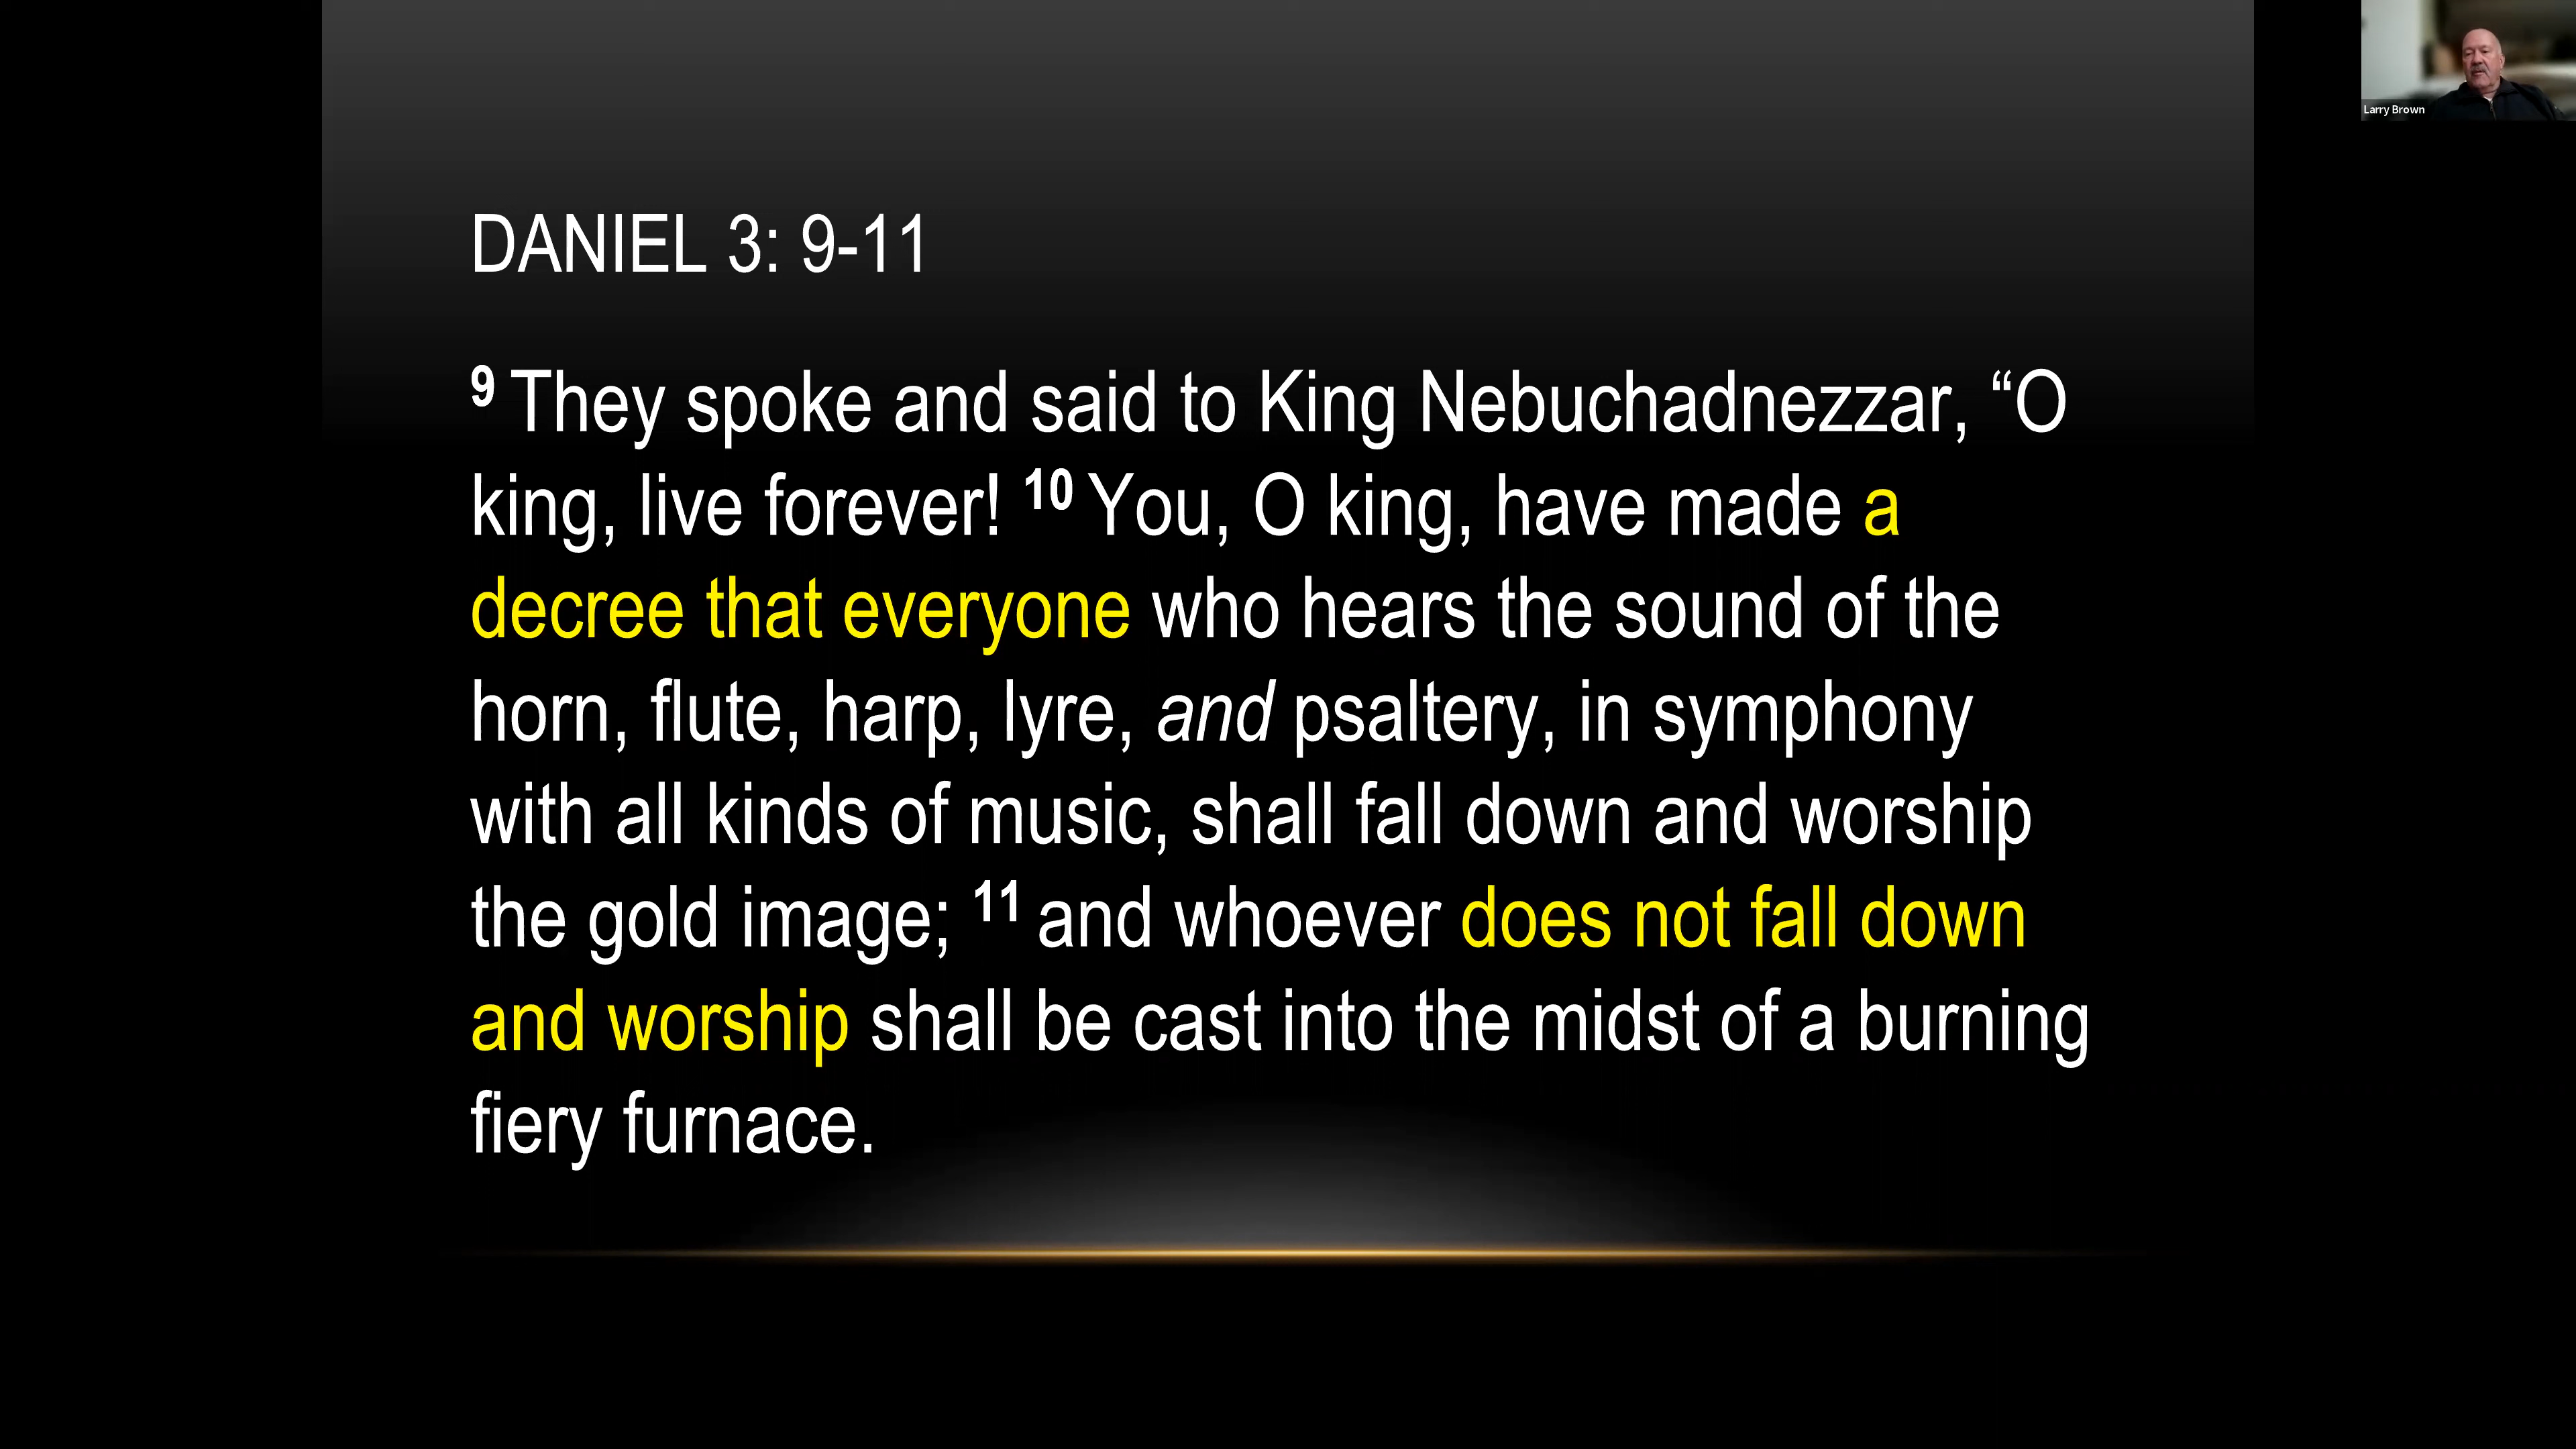 Larry Brown
DANIEL 3: 9-11
9 They spoke and said to King Nebuchadnezzar, “O
king, live forever! 10 You, O king, have made a
decree that everyone who hears the sound of the
horn, flute, harp, lyre, and psaltery, in symphony
with all kinds of music, shall fall down and worship
the gold image; 11 and whoever does not fall down
and worship shall be cast into the midst of a burning
fiery furnace.